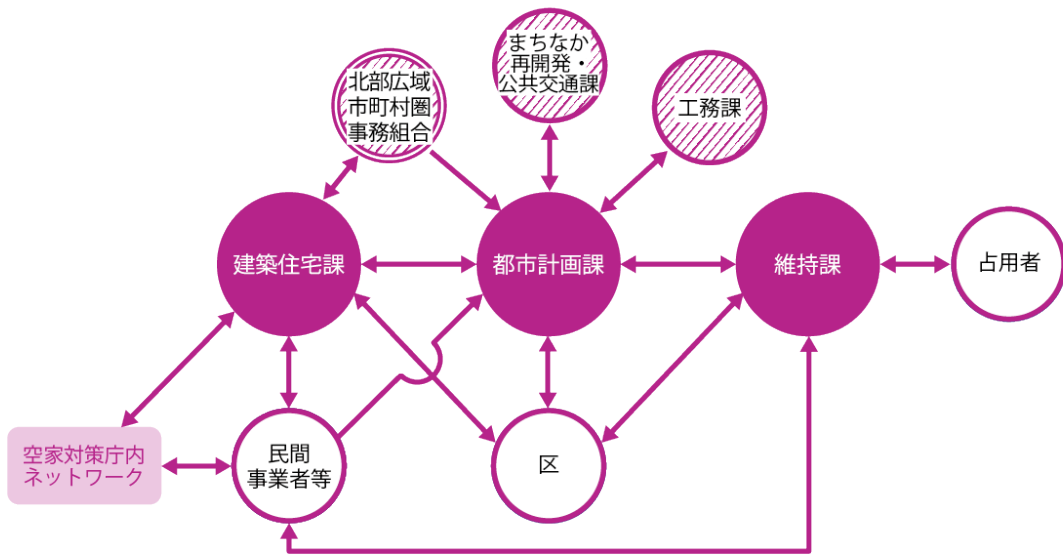 まちなか
再開発・
公共交通課
北部広域
市町村圏
事務組合
工務課
建築住宅課
都市計画課
維持課
占用者
空家対策庁内
ネットワーク
民間
事業者等
区